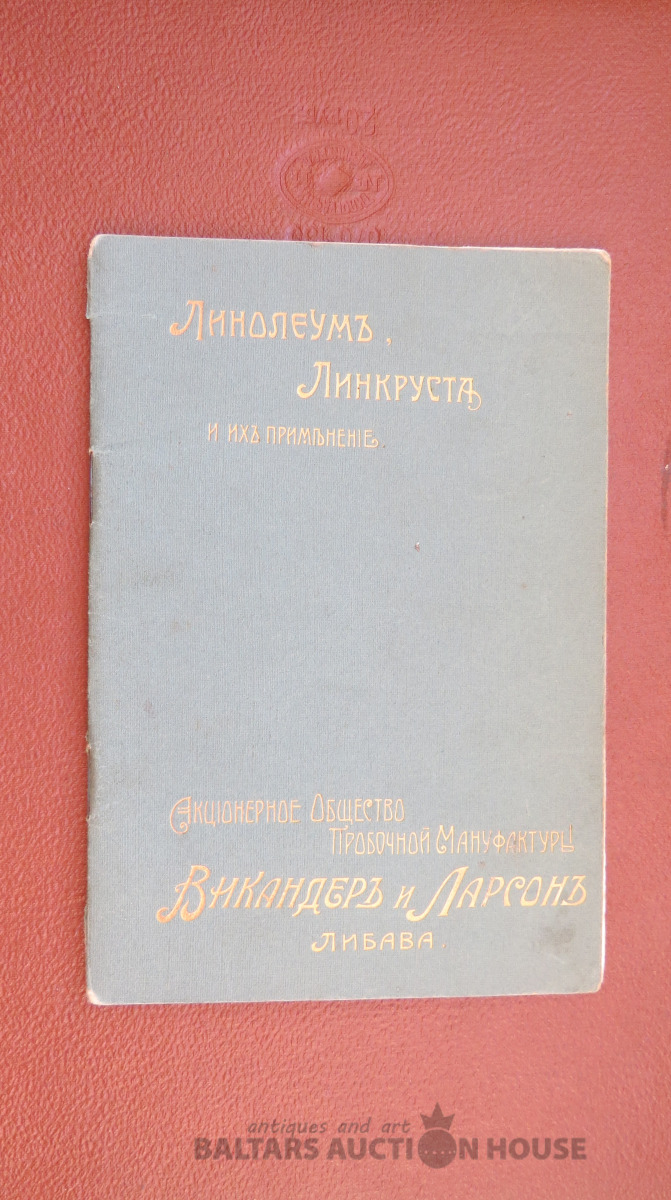 Линолеумъ,
Линкруста
и ихъ примѣненіе.
Акціонерное Общество
Пробочной Мануфактуры
Викандеръ и Ларсонъ
Либава.
antiques and art
BALTARS AUCTION HOUSE